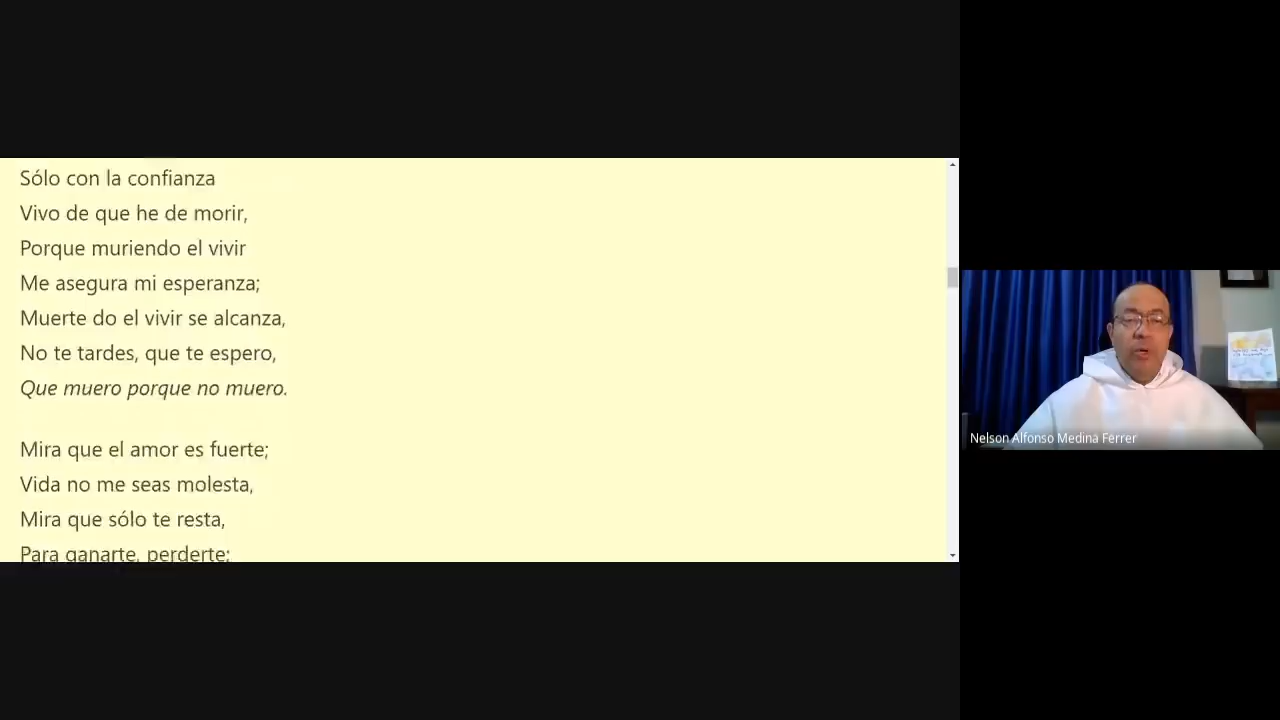 Sólo con la confianza
Vivo de que he de morir,
Porque muriendo el vivir
Me asegura mi esperanza;
Muerte do el vivir se alcanza,
No te tardes, que te espero,
Que muero porque no muero.
Mira que el amor es fuerte;
Vida no me seas molesta,
Mira que sólo te resta,
Para ganarte, perderte;
Nelson Alfonso Medina Ferrer